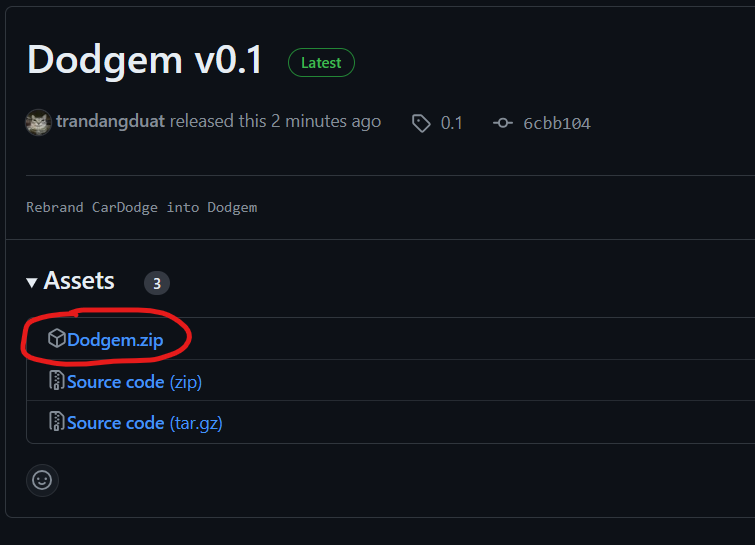 Dodgem v0.1 Latest
trandangduat released this 2 minutes ago 0.1 6cbb104
Rebrand CarDodge into Dodgem
Assets 3
Dodgem.zip
Source code (zip)
Source code (tar.gz)